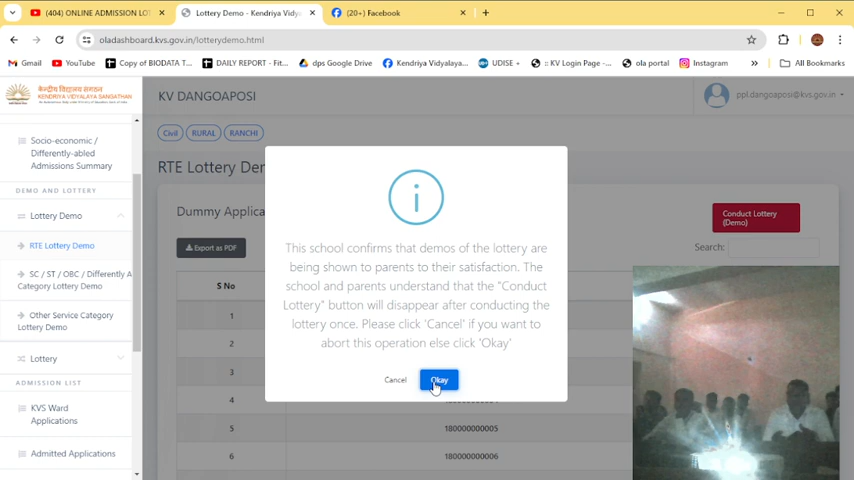 (404) ONLINE ADMISSION LOT
Lottery Demo - Kendriya Vidy
(20+) Facebook
oladashboard.kvs.gov.in/lotterydemo.html
Gmail
YouTube
Copy of BIODATA T...
DAILY REPORT - Fit...
dps Google Drive
Kendriya Vidyalaya...
UDISE +
:: KV Login Page -...
ola portal
Instagram
All Bookmarks
केन्द्रीय विद्यालय संगठन
KENDRIYA VIDYALAYA SANGATHAN
KV DANGOAPOSI
ppl.dangoaposi@kvs.gov.in
Civil
RURAL
RANCHI
Socio-economic /
Differently-abled
Admissions Summary
DEMO AND LOTTERY
Lottery Demo
RTE Lottery Demo
SC / ST / OBC / Differently A
Category Lottery Demo
Other Service Category
Lottery Demo
Lottery
ADMISSION LIST
KVS Ward
Applications
Admitted Applications
RTE Lottery Der
Dummy Applica
Conduct Lottery
(Demo)
Export as PDF
Search:
S No
1
2
3
4
5
180000000005
6
180000000006
This school confirms that demos of the lottery are
being shown to parents to their satisfaction. The
school and parents understand that the "Conduct
Lottery" button will disappear after conducting the
lottery once. Please click 'Cancel' if you want to
abort this operation else click 'Okay'
Cancel
Okay